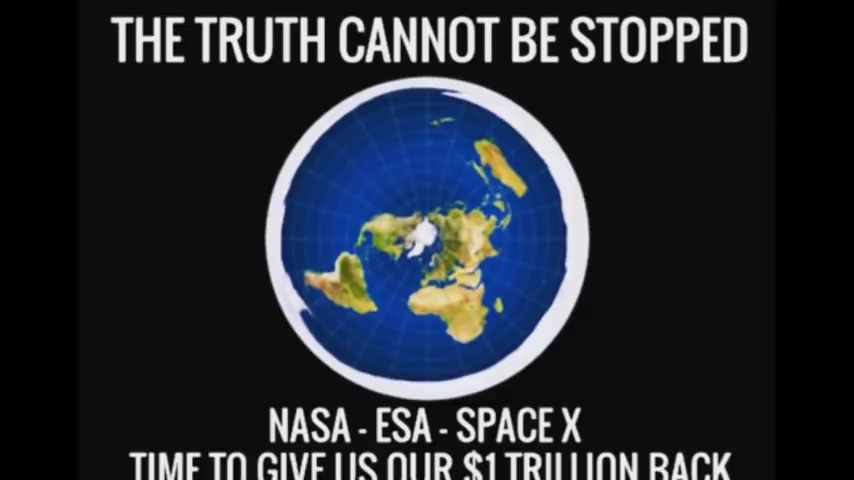 THE TRUTH CANNOT BE STOPPED
NASA - ESA - SPACE X
TIME TO GIVE US OUR $1 TRILLION BACK